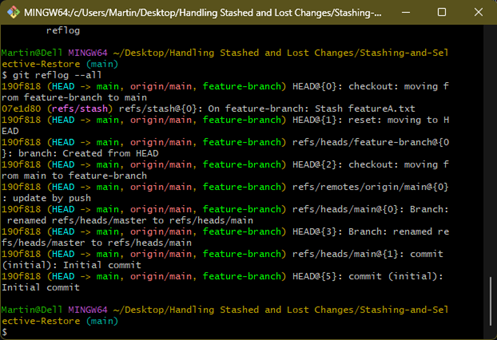 MINGW64:/c/Users/Martin/Desktop/Handling Stashed and Lost Changes/Stashing-...
reflog
Martin@Dell MINGW64 ~/Desktop/Handling Stashed and Lost Changes/Stashing-and-Sel
ective-Restore (main)
$ git reflog --all
190f818 (HEAD -> main, origin/main, feature-branch) HEAD@{0}: checkout: moving f
rom feature-branch to main
07e1d80 (refs/stash) refs/stash@{0}: On feature-branch: Stash featureA.txt
190f818 (HEAD -> main, origin/main, feature-branch) HEAD@{1}: reset: moving to H
EAD
190f818 (HEAD -> main, origin/main, feature-branch) refs/heads/feature-branch@{0
}: branch: Created from HEAD
190f818 (HEAD -> main, origin/main, feature-branch) HEAD@{2}: checkout: moving f
rom main to feature-branch
190f818 (HEAD -> main, origin/main, feature-branch) refs/remotes/origin/main@{0}
: update by push
190f818 (HEAD -> main, origin/main, feature-branch) refs/heads/main@{0}: Branch:
 renamed refs/heads/master to refs/heads/main
190f818 (HEAD -> main, origin/main, feature-branch) HEAD@{3}: Branch: renamed re
fs/heads/master to refs/heads/main
190f818 (HEAD -> main, origin/main, feature-branch) refs/heads/main@{1}: commit
(initial): Initial commit
190f818 (HEAD -> main, origin/main, feature-branch) HEAD@{5}: commit (initial):
Initial commit
Martin@Dell MINGW64 ~/Desktop/Handling Stashed and Lost Changes/Stashing-and-Sel
ective-Restore (main)
$